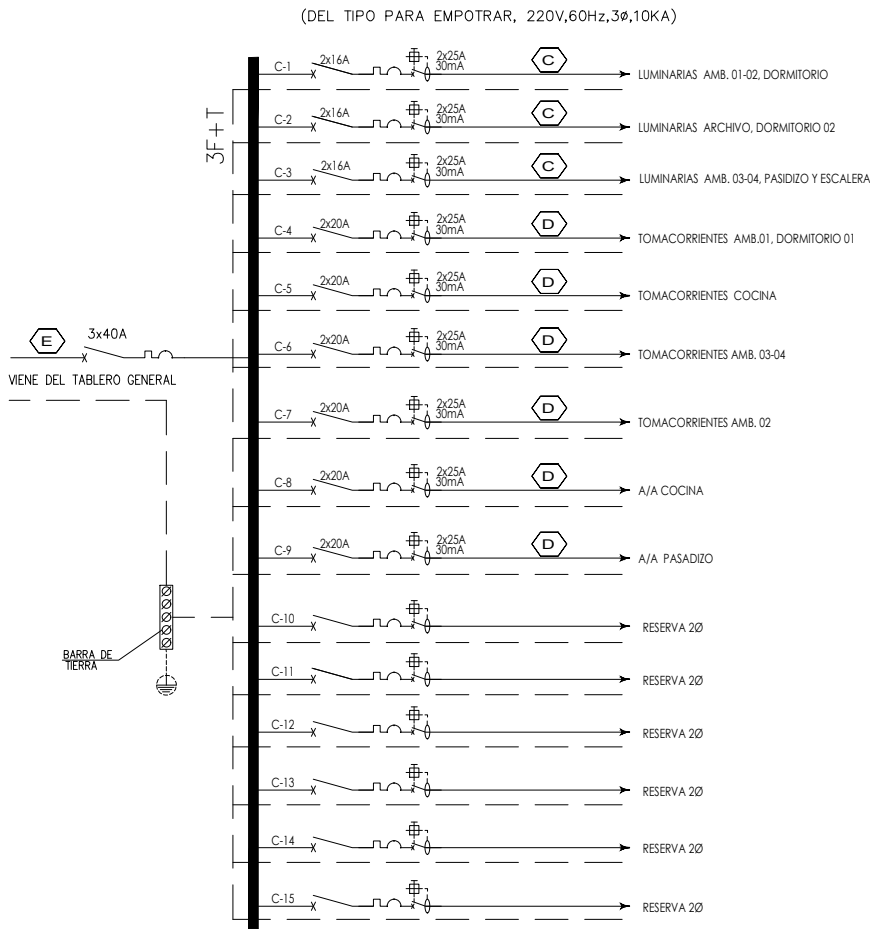 (DEL TIPO PARA EMPOTRAR, 220V,60Hz,3ø,10KA)
3F+T
C-1 2x16A 2x25A 30mA C LUMINARIAS AMB. 01-02, DORMITORIO
C-2 2x16A 2x25A 30mA C LUMINARIAS ARCHIVO, DORMITORIO 02
C-3 2x16A 2x25A 30mA C LUMINARIAS AMB. 03-04, PASIDIZO Y ESCALERA
C-4 2x20A 2x25A 30mA D TOMACORRIENTES AMB.01, DORMITORIO 01
C-5 2x20A 2x25A 30mA D TOMACORRIENTES COCINA
E 3x40A
VIENE DEL TABLERO GENERAL
C-6 2x20A 2x25A 30mA D TOMACORRIENTES AMB. 03-04
C-7 2x20A 2x25A 30mA D TOMACORRIENTES AMB. 02
C-8 2x20A 2x25A 30mA D A/A COCINA
C-9 2x20A 2x25A 30mA D A/A PASADIZO
BARRA DE
TIERRA
C-10 RESERVA 2Ø
C-11 RESERVA 2Ø
C-12 RESERVA 2Ø
C-13 RESERVA 2Ø
C-14 RESERVA 2Ø
C-15 RESERVA 2Ø